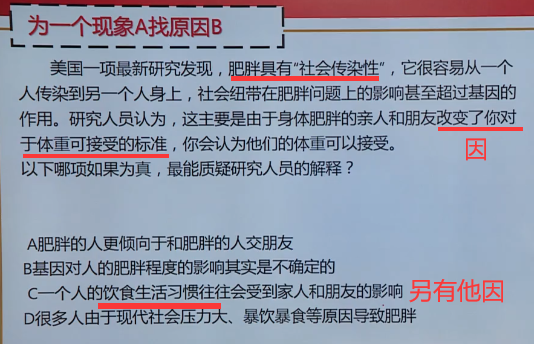 为一个现象A找原因B
美国一项最新研究发现，肥胖具有“社会传染性”，它很容易从一个
人传染到另一个人身上，社会纽带在肥胖问题上的影响甚至超过基因的
作用。研究人员认为，这主要是由于身体肥胖的亲人和朋友改变了你对
于体重可接受的标准，你会认为他们的体重可以接受。
因
以下哪项如果为真，最能质疑研究人员的解释？
A肥胖的人更倾向于和肥胖的人交朋友
B基因对人的肥胖程度的影响其实是不确定的
C一个人的饮食生活习惯往往会受到家人和朋友的影响
另有他因
D很多人由于现代社会压力大、暴饮暴食等原因导致肥胖